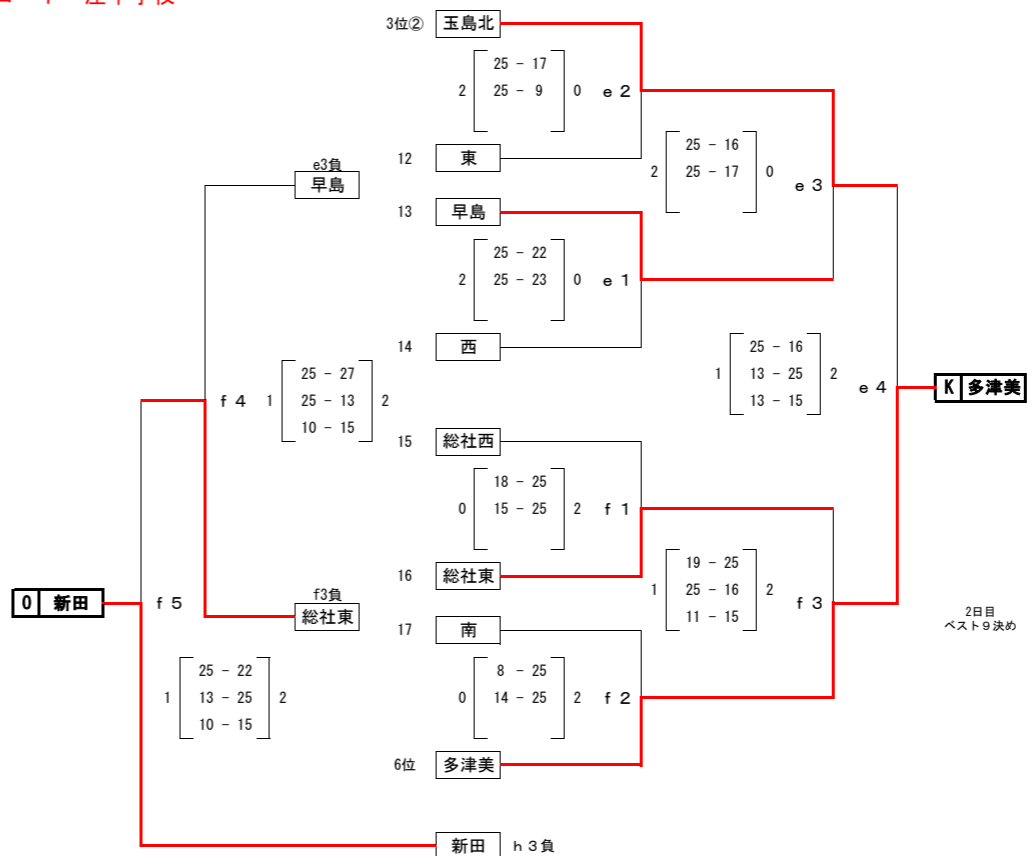 3位② 玉島北
25 - 17
2 25 - 9 0 e 2
12 東
e3負
早島
25 - 16
2 25 - 17 0 e 3
13 早島
25 - 22
2 25 - 23 0 e 1
14 西
25 - 16
1 13 - 25 2 e 4
13 - 15
K 多津美
25 - 27
f 4 1 25 - 13 2
10 - 15
15 総社西
18 - 25
0 15 - 25 2 f 1
16 総社東
19 - 25
1 25 - 16 2 f 3
11 - 15
f3負
総社東
O 新田 f 5
17 南
2日目
ベスト9決め
25 - 22
1 13 - 25 2
10 - 15
8 - 25
0 14 - 25 2 f 2
6位 多津美
新田 h 3 負